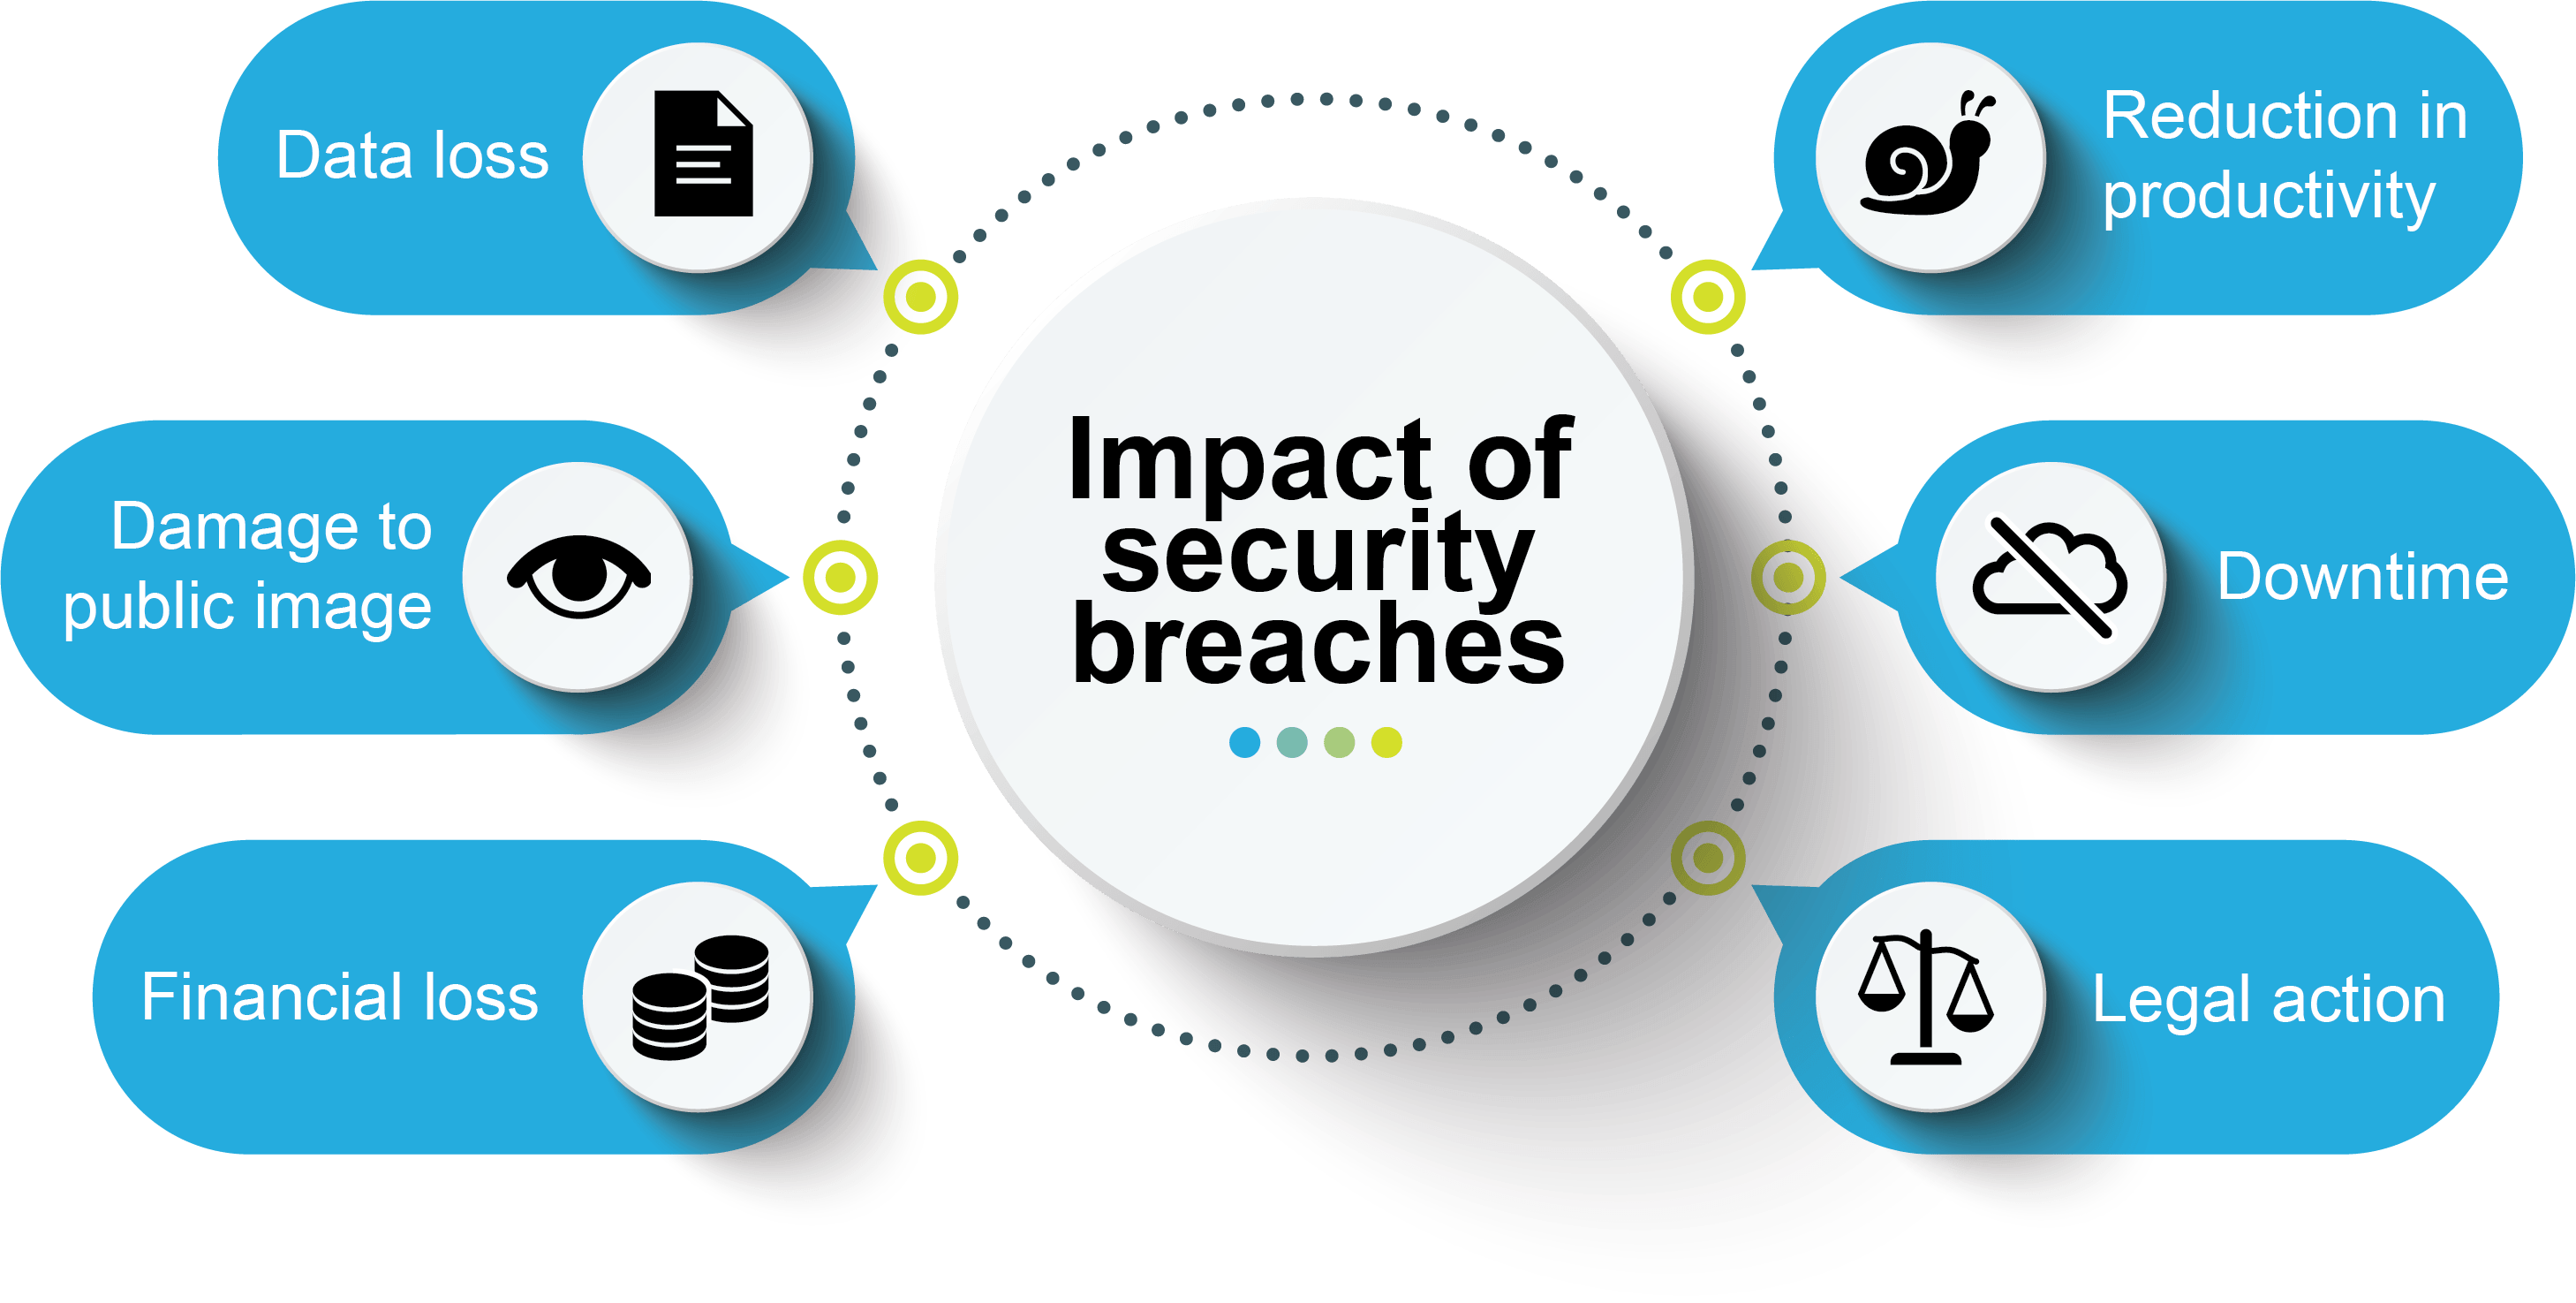 Data loss
Damage to
public image
Financial loss
Impact of
security
breaches
Reduction in
productivity
Downtime
Legal action